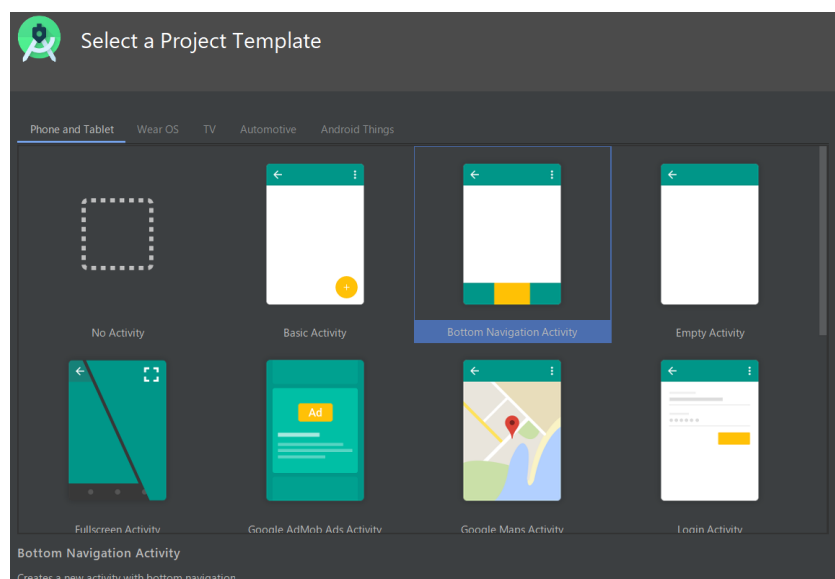 Select a Project Template
Phone and Tablet Wear OS TV Automotive Android Things
No Activity Basic Activity Bottom Navigation Activity Empty Activity
Ad
Fullscreen Activity Google AdMob Ads Activity Google Maps Activity Login Activity
Bottom Navigation Activity
Creates a new activity with bottom navigation